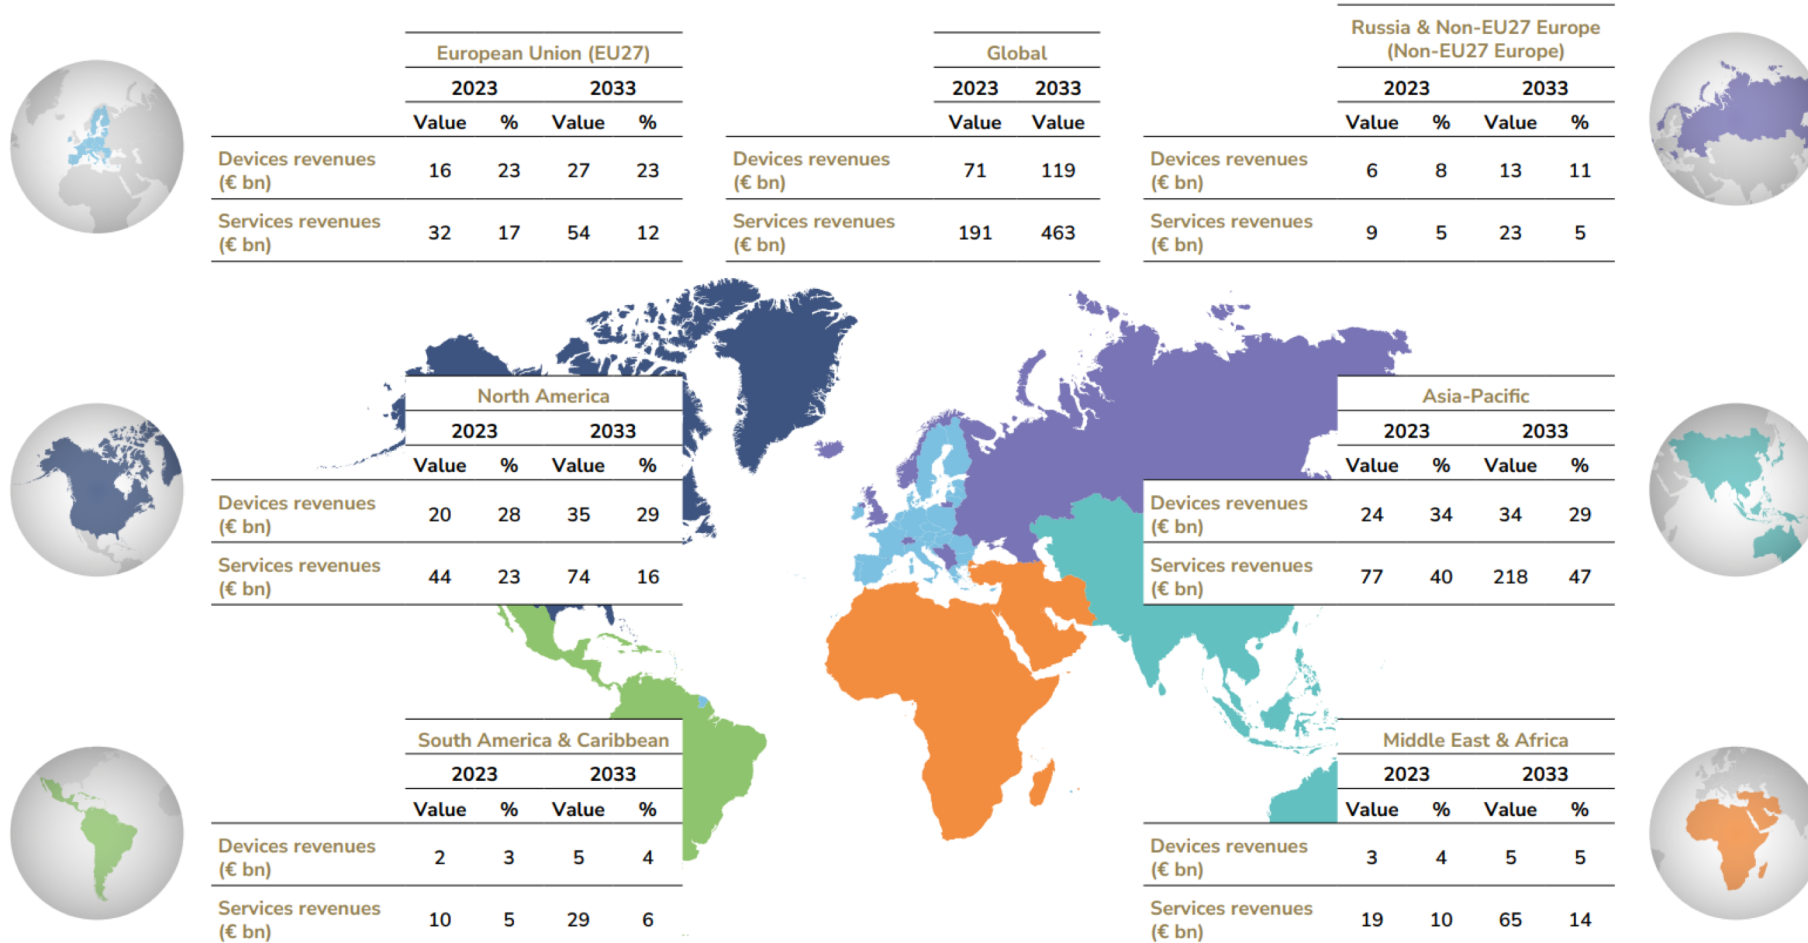 European Union (EU27)
2023 2033
Value % Value %
Devices revenues
(€ bn)
16 23 27 23
Services revenues
(€ bn)
32 17 54 12
Global
2023 2033
Value Value
Devices revenues
(€ bn)
71 119
Services revenues
(€ bn)
191 463
Russia & Non-EU27 Europe
(Non-EU27 Europe)
2023 2033
Value % Value %
Devices revenues
(€ bn)
6 8 13 11
Services revenues
(€ bn)
9 5 23 5
North America
2023 2033
Value % Value %
Devices revenues
(€ bn)
20 28 35 29
Services revenues
(€ bn)
44 23 74 16
Asia-Pacific
2023 2033
Value % Value %
Devices revenues
(€ bn)
24 34 34 29
Services revenues
(€ bn)
77 40 218 47
South America & Caribbean
2023 2033
Value % Value %
Devices revenues
(€ bn)
2 3 5 4
Services revenues
(€ bn)
10 5 29 6
Middle East & Africa
2023 2033
Value % Value %
Devices revenues
(€ bn)
3 4 5 5
Services revenues
(€ bn)
19 10 65 14